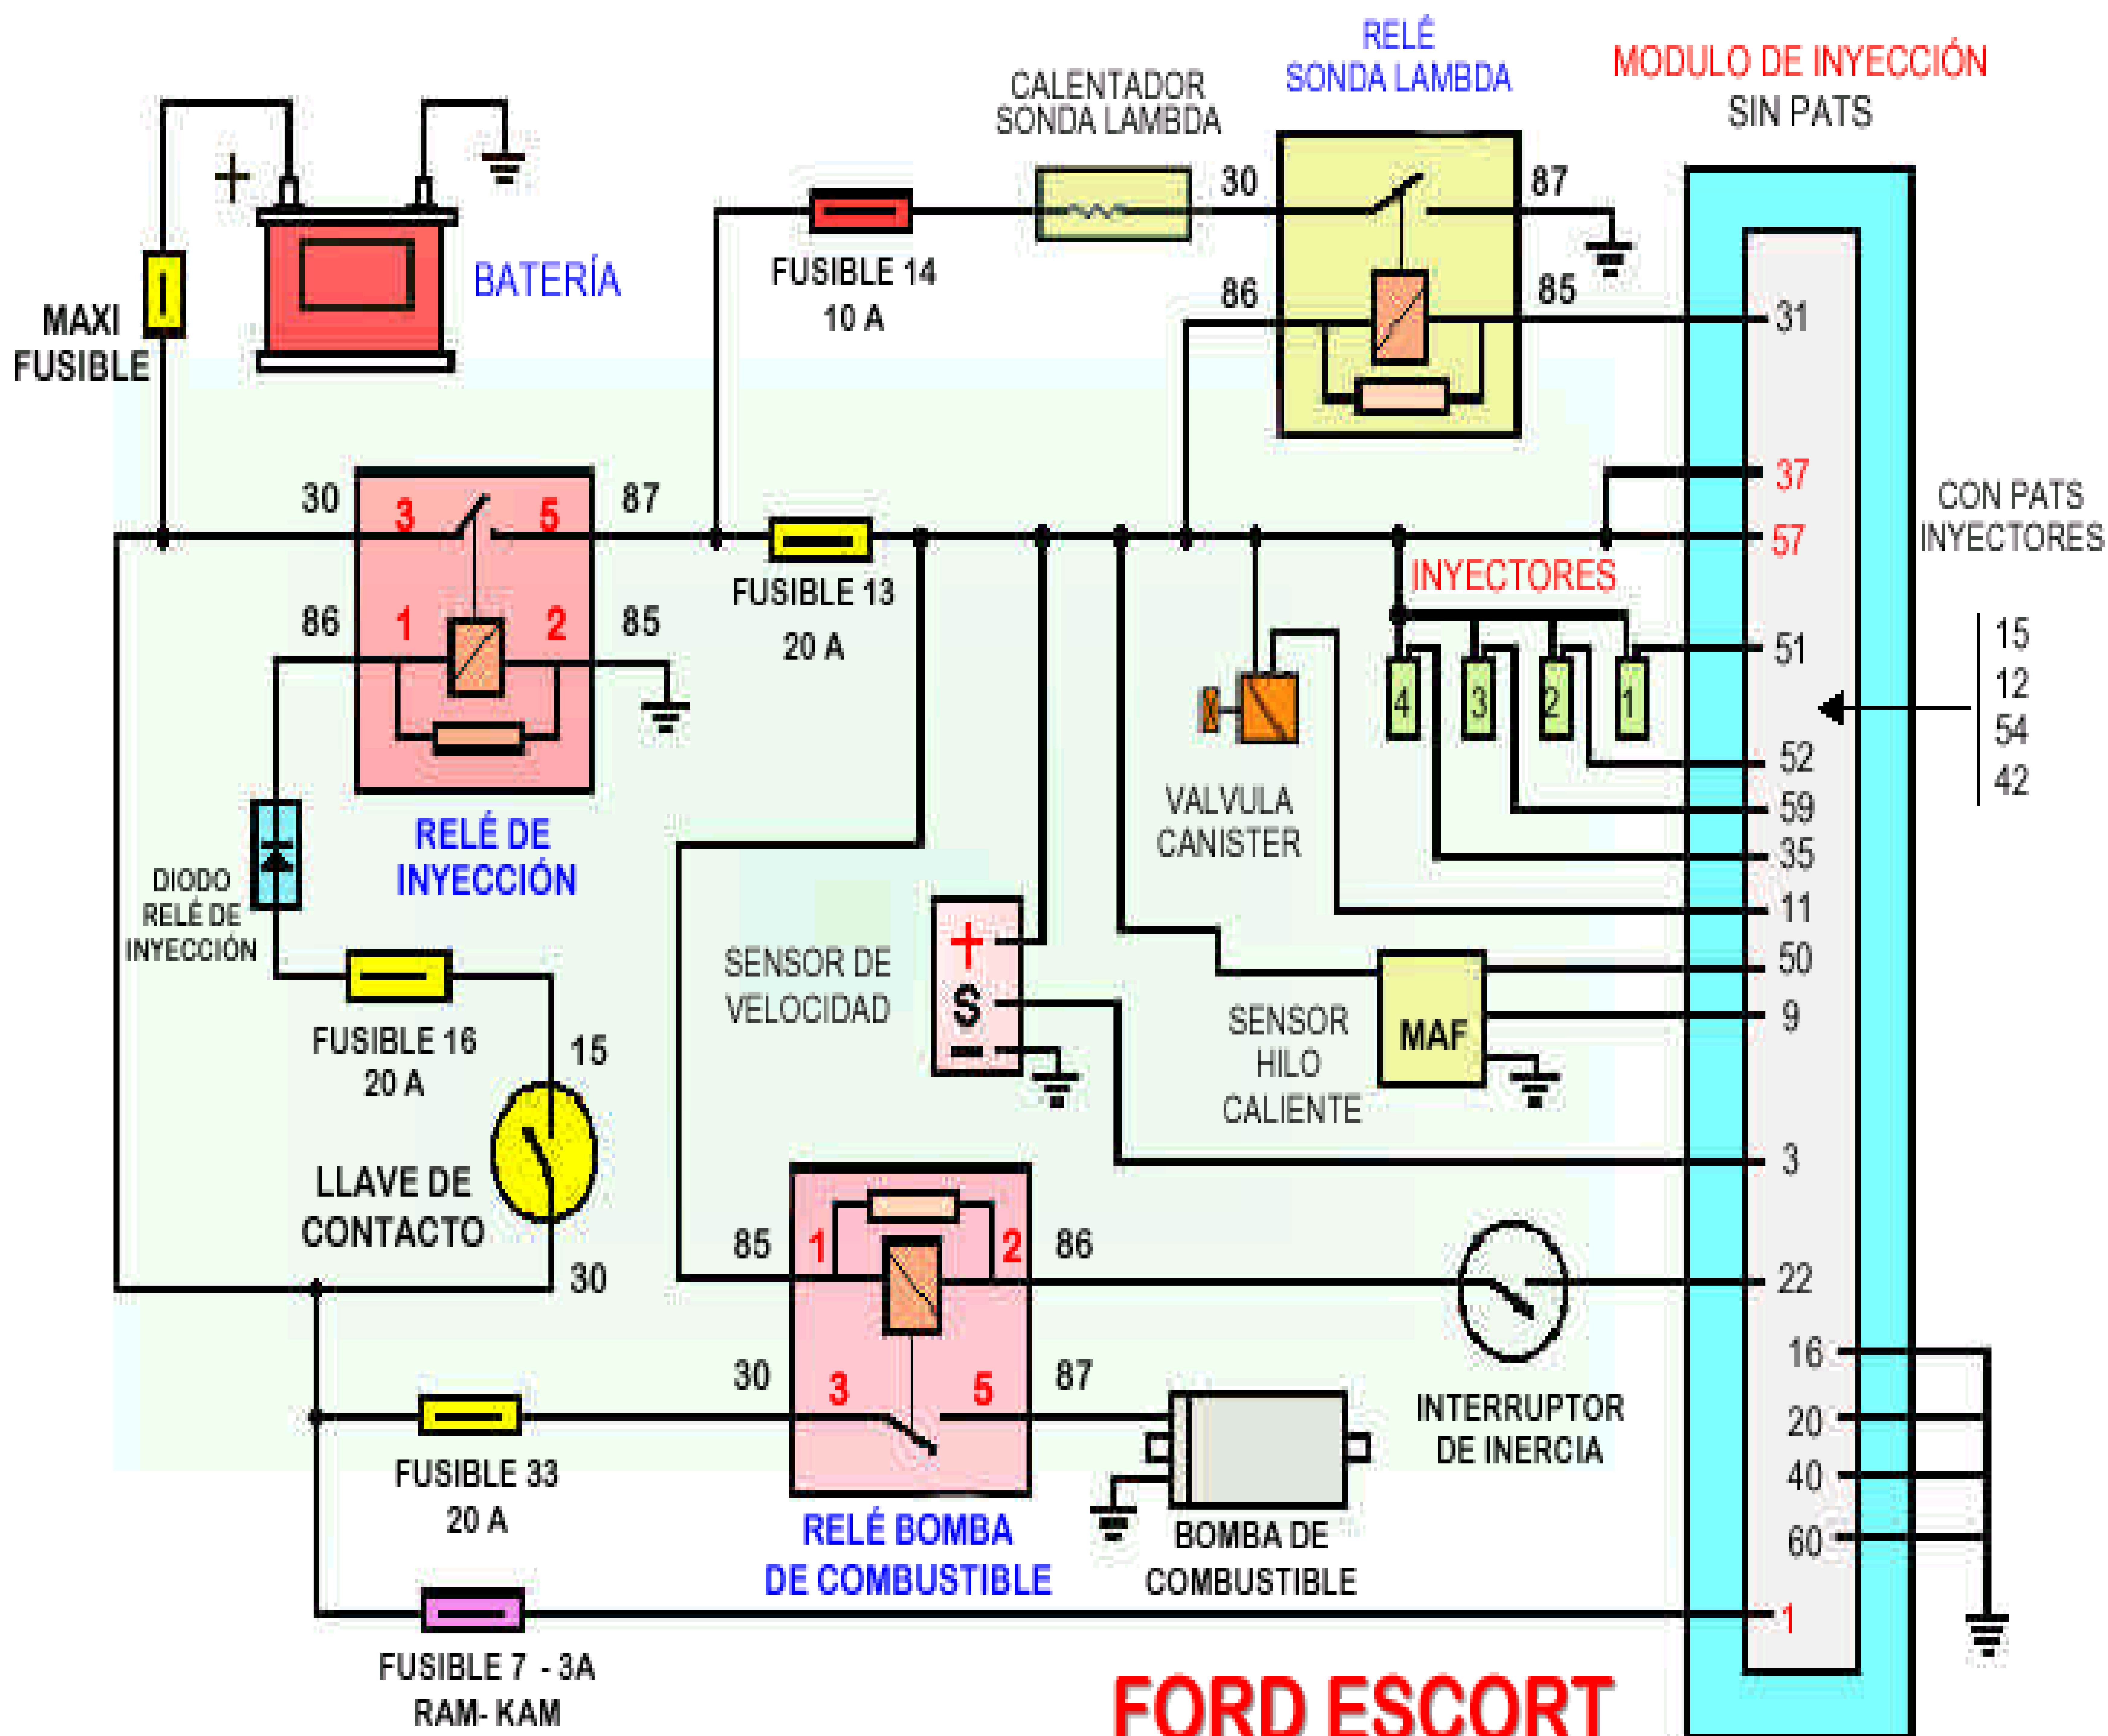 RELÉ
SONDA LAMBDA
MODULO DE INYECCIÓN
SIN PATS
CALENTADOR
SONDA LAMBDA
30
87
+
BATERÍA
FUSIBLE 14
10 A
86
85
31
MAXI
FUSIBLE
37
CON PATS
INYECTORES
30
3
5
87
57
FUSIBLE 13
20 A
INYECTORES
86
1
2
85
51
15
12
54
42
4
3
2
1
52
59
35
11
VALVULA
CANISTER
RELÉ DE
INYECCIÓN
DIODO
RELÉ DE
INYECCIÓN
SENSOR DE
VELOCIDAD
+
S
-
50
9
SENSOR
HILO
CALIENTE
MAF
FUSIBLE 16
20 A
15
LLAVE DE
CONTACTO
30
3
85
1
2
86
22
30
3
5
87
16
20
40
60
INTERRUPTOR
DE INERCIA
FUSIBLE 33
20 A
RELÉ BOMBA
DE COMBUSTIBLE
BOMBA DE
COMBUSTIBLE
1
FUSIBLE 7 - 3A
RAM- KAM
FORD ESCORT